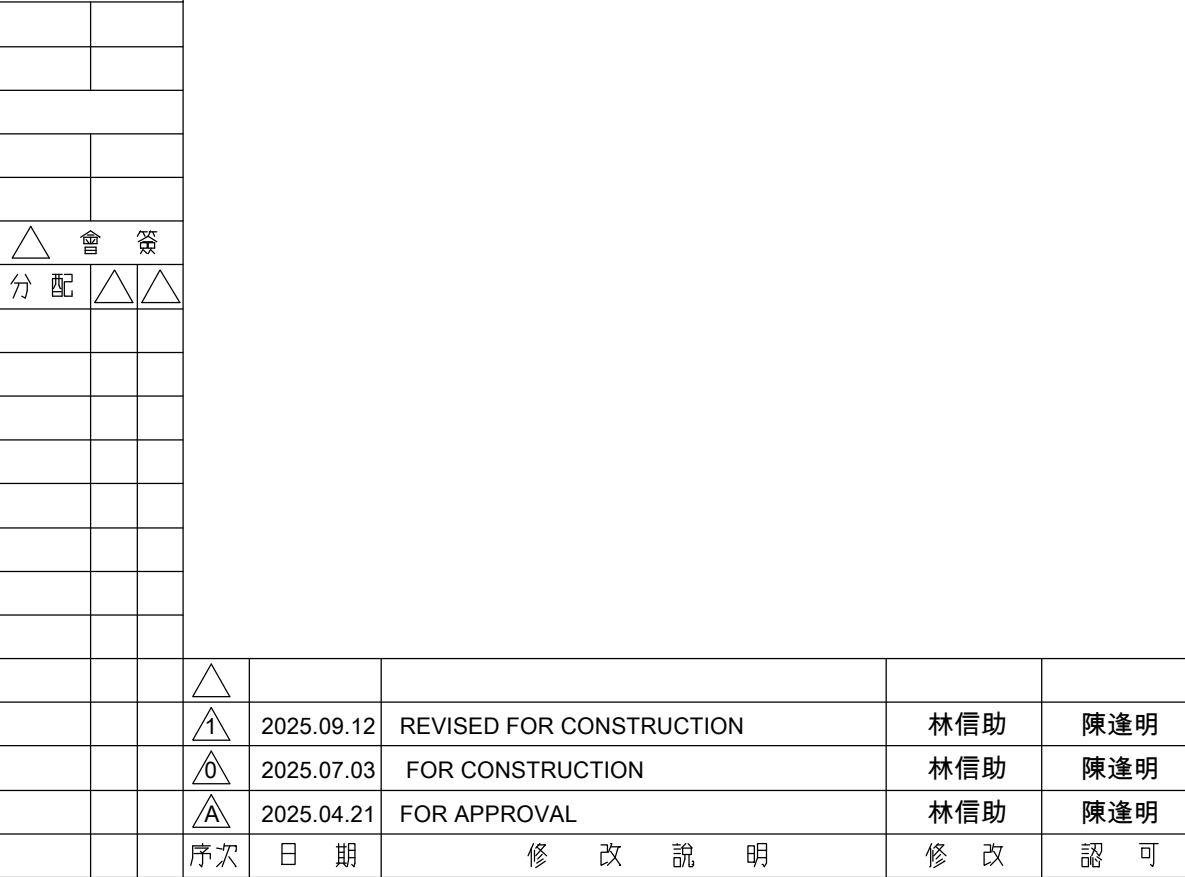 會 簽
分 配
1 2025.09.12 REVISED FOR CONSTRUCTION 林信助 陳逢明
0 2025.07.03 FOR CONSTRUCTION 林信助 陳逢明
A 2025.04.21 FOR APPROVAL 林信助 陳逢明
序次 日 期 修 改 說 明 修 改 認 可